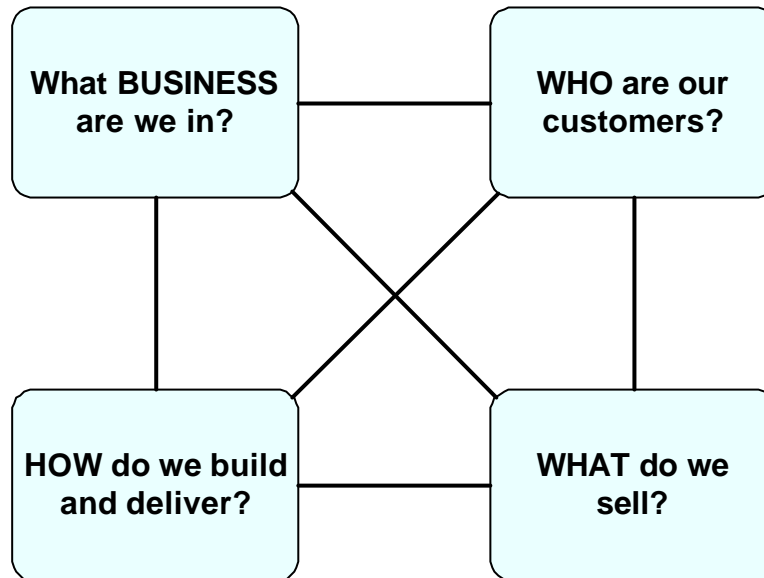 What BUSINESS
are we in?
WHO are our
customers?
HOW do we build
and deliver?
WHAT do we
sell?